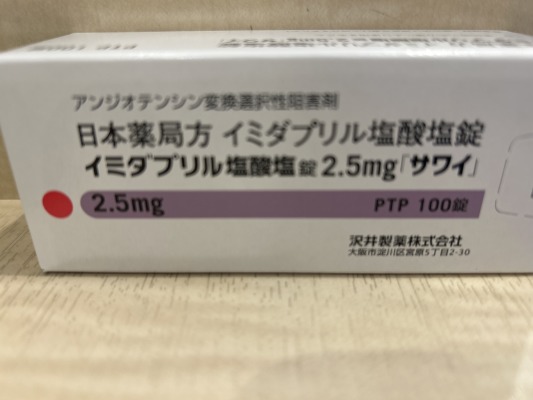 アンジオテンシン変換選択性阻害剤
日本薬局方 イミダプリル塩酸塩錠
イミダプリル塩酸塩錠2.5mg「サワイ」
2.5mg PTP 100錠
沢井製薬株式会社
大阪市淀川区宮原5丁目2-30